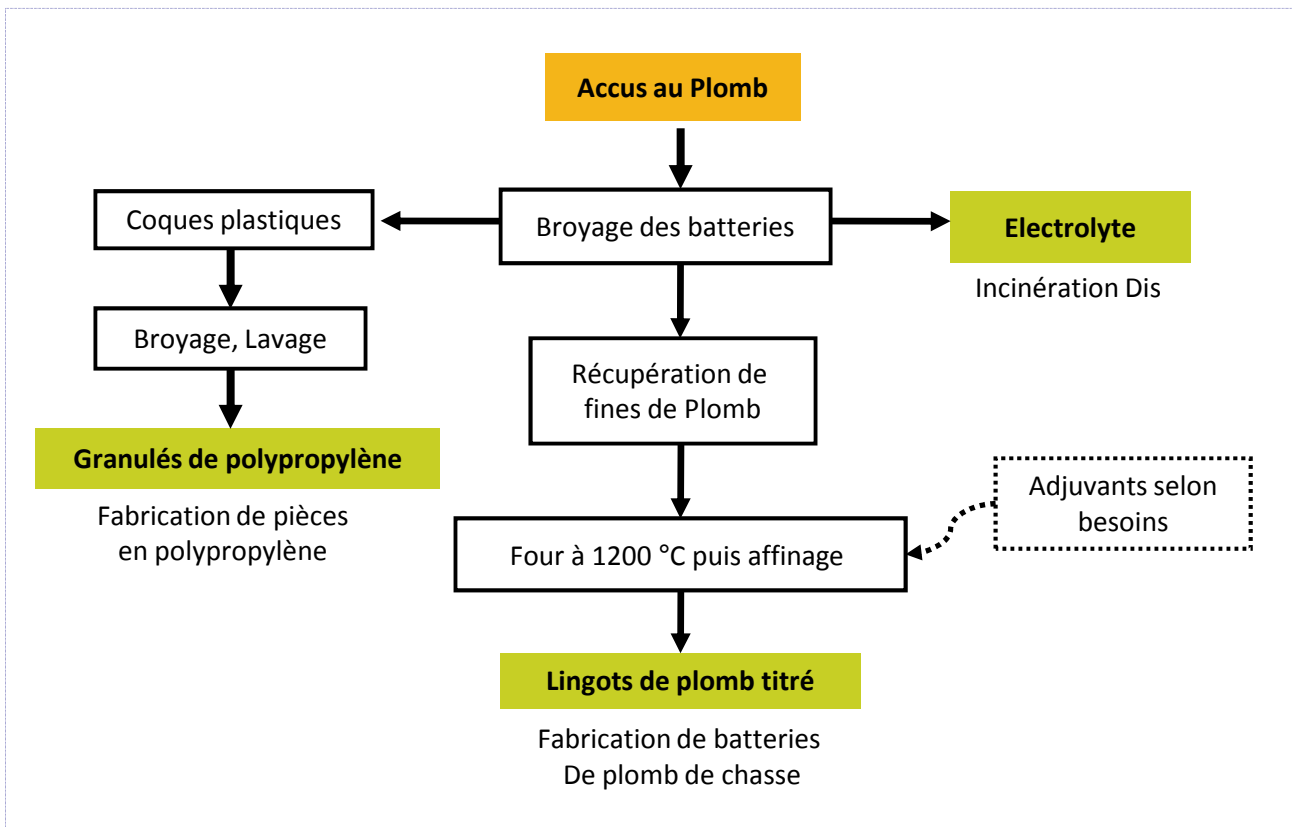 Accus au Plomb
Coques plastiques
Broyage des batteries
Electrolyte
Incinération Dis
Broyage, Lavage
Récupération de
fines de Plomb
Granulés de polypropylène
Fabrication de pièces
en polypropylène
Adjuvants selon
besoins
Four à 1200 °C puis affinage
Lingots de plomb titré
Fabrication de batteries
De plomb de chasse